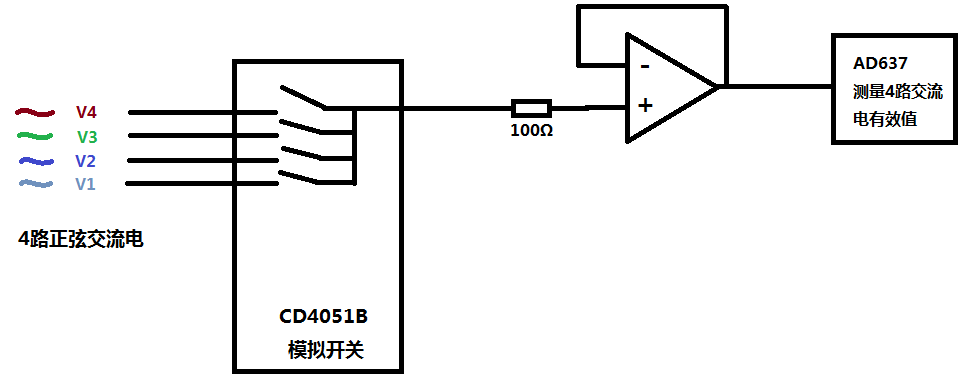 V4
V3
V2
V1
4路正弦交流电
CD4051B
模拟开关
100Ω
-
+
AD637
测量4路交流
电有效值